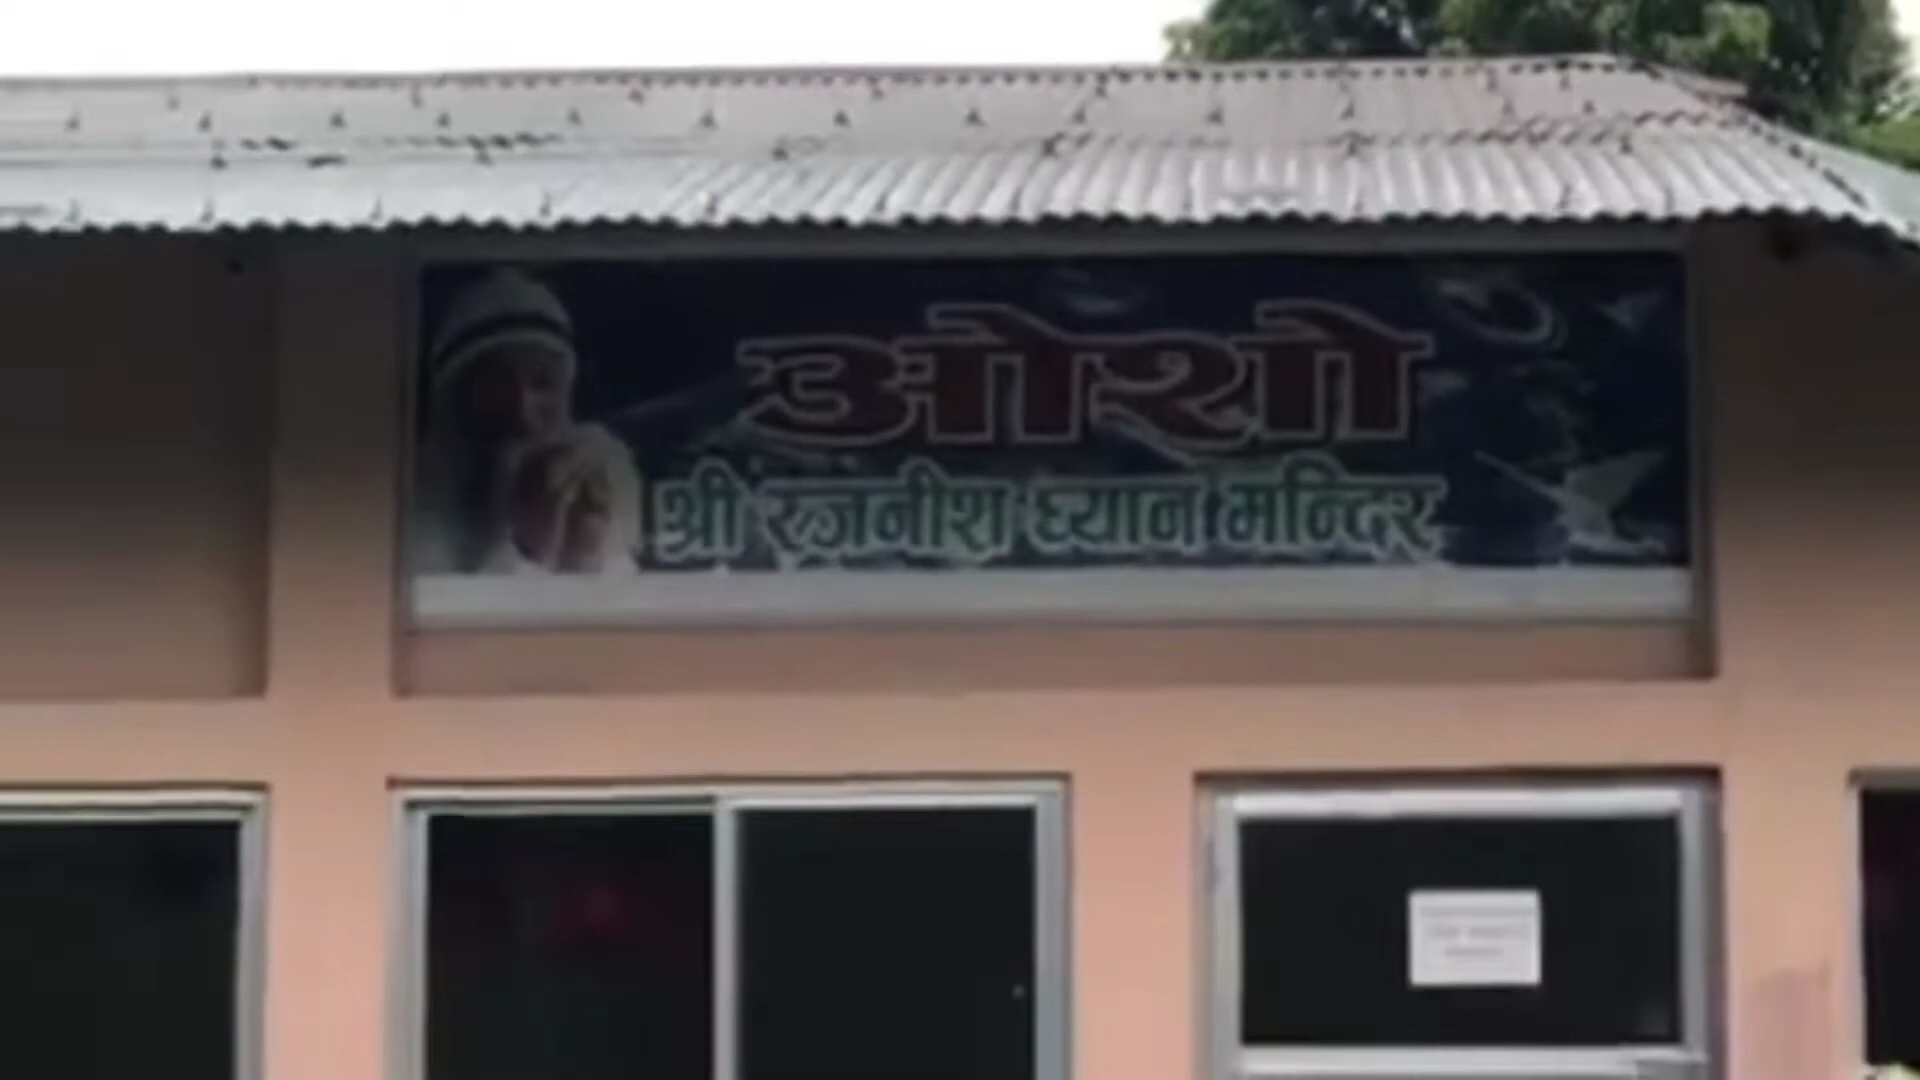 ओशो
श्री रजनीश ध्यान मन्दिर